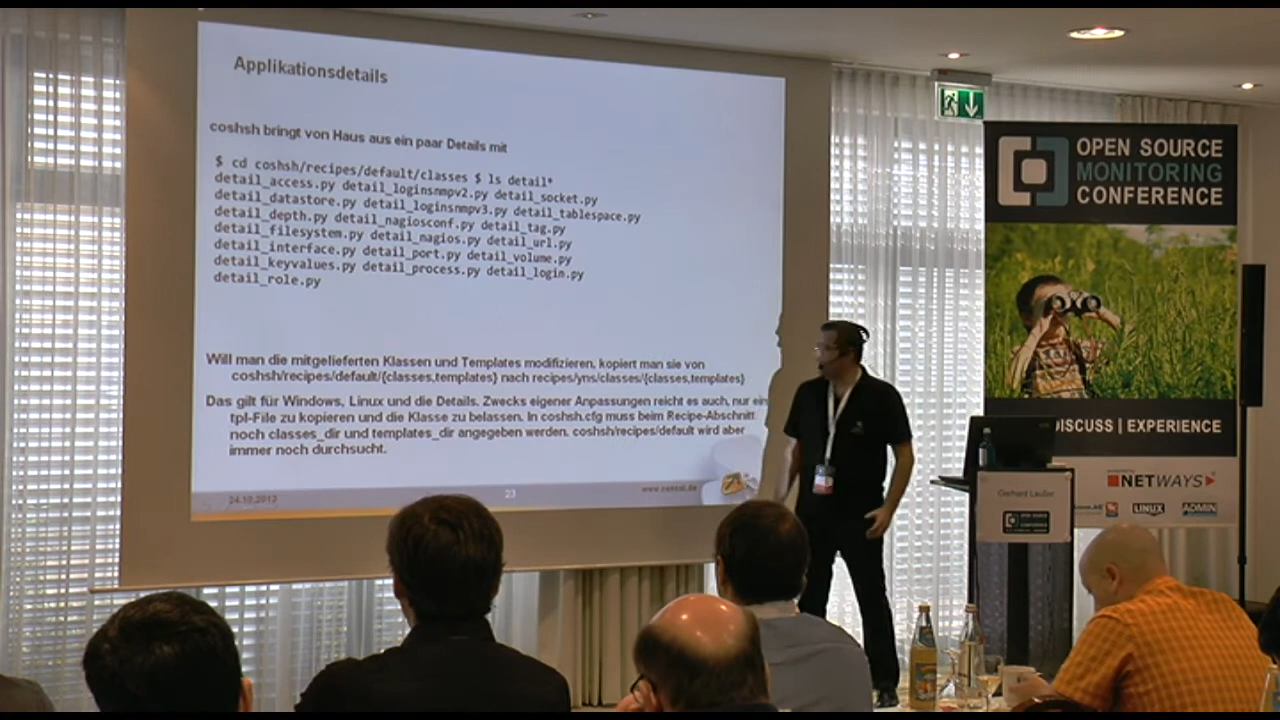 Applikationsdetails
coshsh bringt von Haus aus ein paar Details mit
$ cd coshsh/recipes/default/classes $ ls detail*
detail_access.py detail_loginsnmpv2.py detail_socket.py
detail_datastore.py detail_loginsnmpv3.py detail_tablespace.py
detail_depth.py detail_nagiosconf.py detail_tag.py
detail_filesystem.py detail_nagios.py detail_url.py
detail_interface.py detail_port.py detail_volume.py
detail_keyvalues.py detail_process.py detail_login.py
detail_role.py
Will man die mitgelieferten Klassen und Templates modifizieren, kopiert man sie von
coshsh/recipes/default/{classes,templates} nach recipes/yns/classes/{classes,templates}
Das gilt für Windows, Linux und die Details. Zwecks eigener Anpassungen reicht es auch, nur ein
tpl-File zu kopieren und die Klasse zu belassen. In coshsh.cfg muss beim Recipe-Abschnitt
noch classes_dir und templates_dir angegeben werden. coshsh/recipes/default wird aber
immer noch durchsucht.
23
OPEN SOURCE
MONITORING
CONFERENCE
DISCUSS | EXPERIENCE
NETWAYS
LINUX
ADMIN
Gerhard Laußer